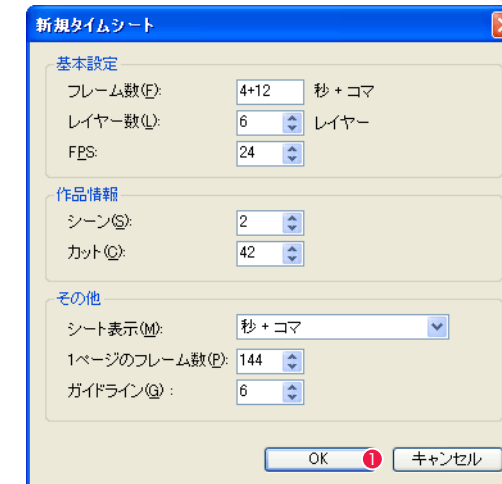 新規タイムシート
基本設定
フレーム数(F): 4+12 秒 + コマ
レイヤー数(L): 6 レイヤー
FPS: 24
作品情報
シーン(S): 2
カット(C): 42
その他
シート表示(M): 秒 + コマ
1ページのフレーム数(P): 144
ガイドライン(G) : 6
OK 1 キャンセル